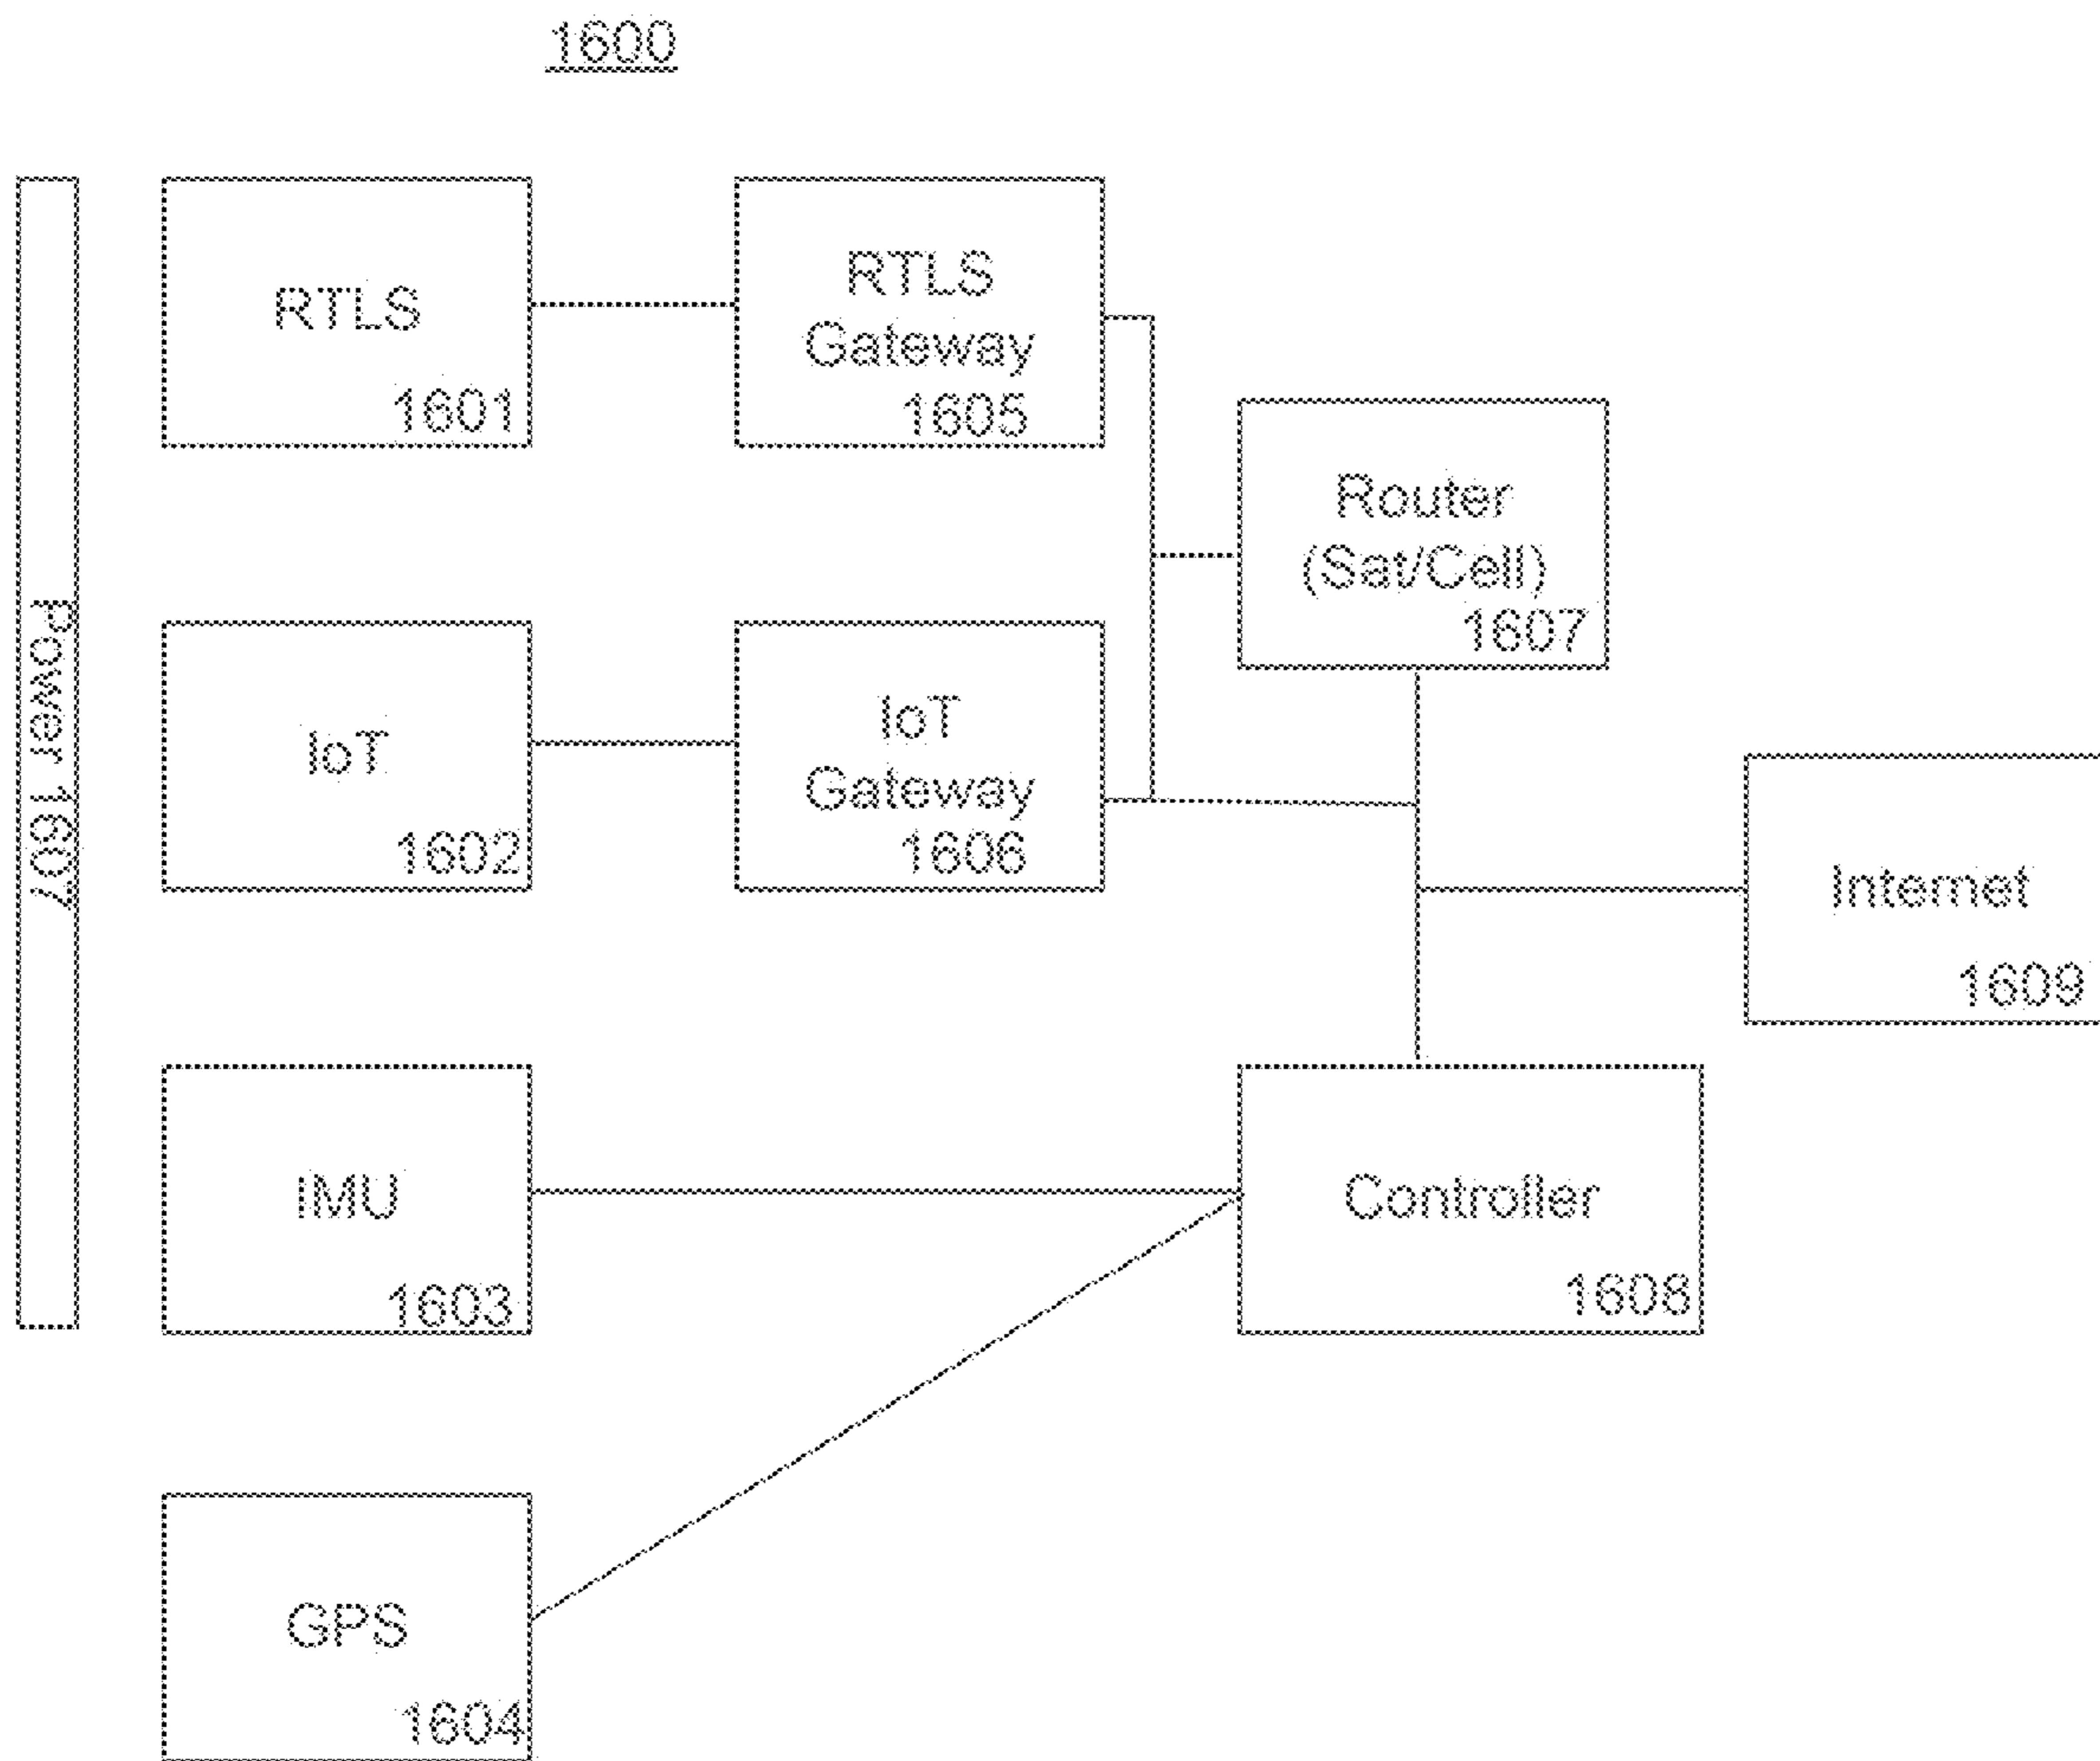 1600
Power 1607
RTLS
1601
RTLS
Gateway
1605
Router
(Sat/Cell)
1607
IoT
1602
IoT
Gateway
1606
Internet
1609
IMU
1603
Controller
1608
GPS
1604